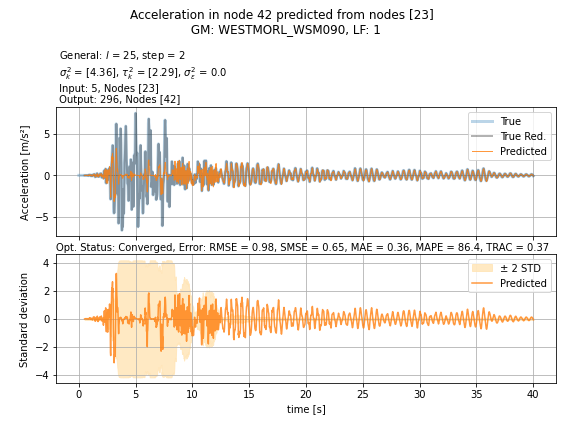 Acceleration in node 42 predicted from nodes [23]
GM: WESTMORL_WSM090, LF: 1
General: l = 25, step = 2
σ²ₖ = [4.36], τ²ₖ = [2.29], σ²ε = 0.0
Input: 5, Nodes [23]
Output: 296, Nodes [42]
Acceleration [m/s²]
5
0
−5
True
True Red.
Predicted
Opt. Status: Converged, Error: RMSE = 0.98, SMSE = 0.65, MAE = 0.36, MAPE = 86.4, TRAC = 0.37
Standard deviation
4
2
0
−2
−4
± 2 STD
Predicted
0 5 10 15 20 25 30 35 40
time [s]